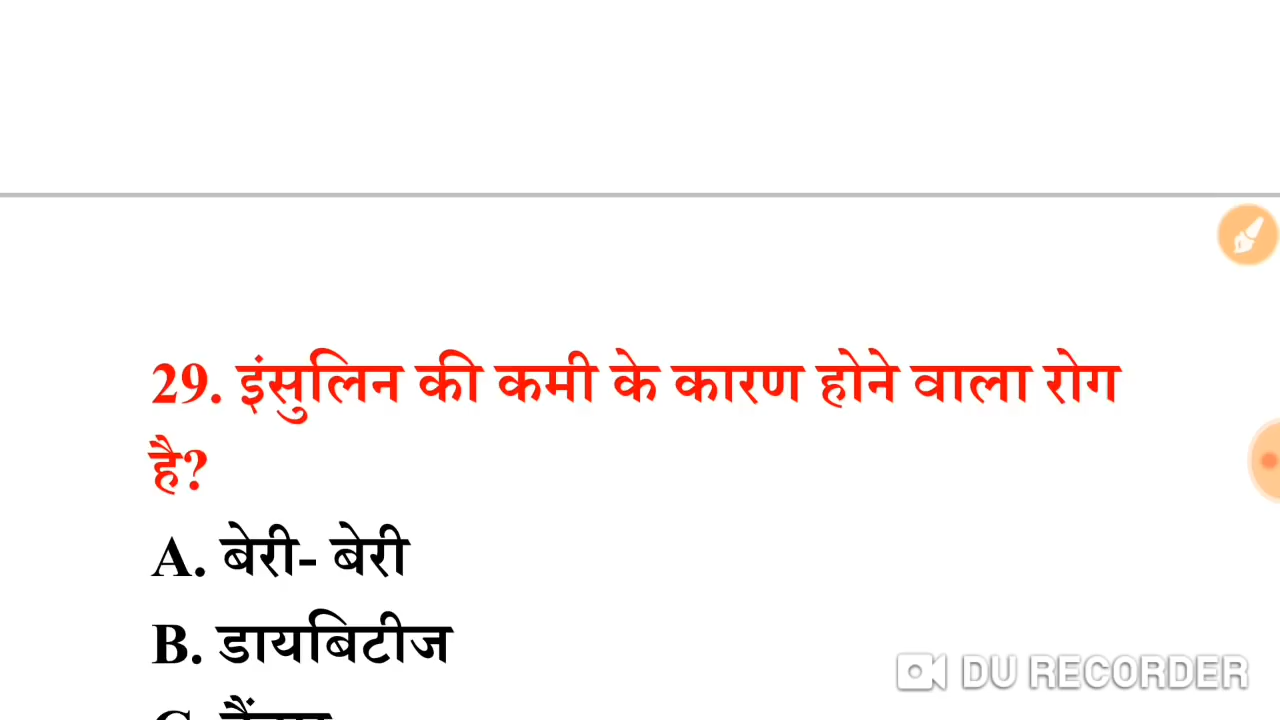 29. इंसुलिन की कमी के कारण होने वाला रोग
है?
A. बेरी- बेरी
B. डायबिटीज
DU RECORDER